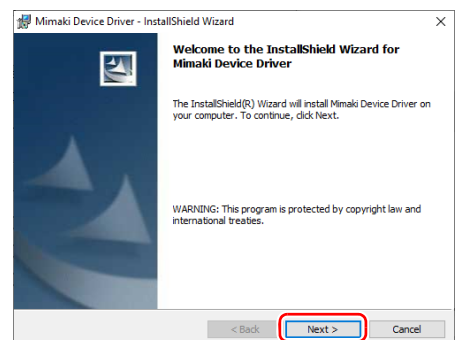 Mimaki Device Driver - InstallShield Wizard
Welcome to the InstallShield Wizard for
Mimaki Device Driver
The InstallShield(R) Wizard will install Mimaki Device Driver on
your computer. To continue, click Next.
WARNING: This program is protected by copyright law and
international treaties.
< Back Next > Cancel